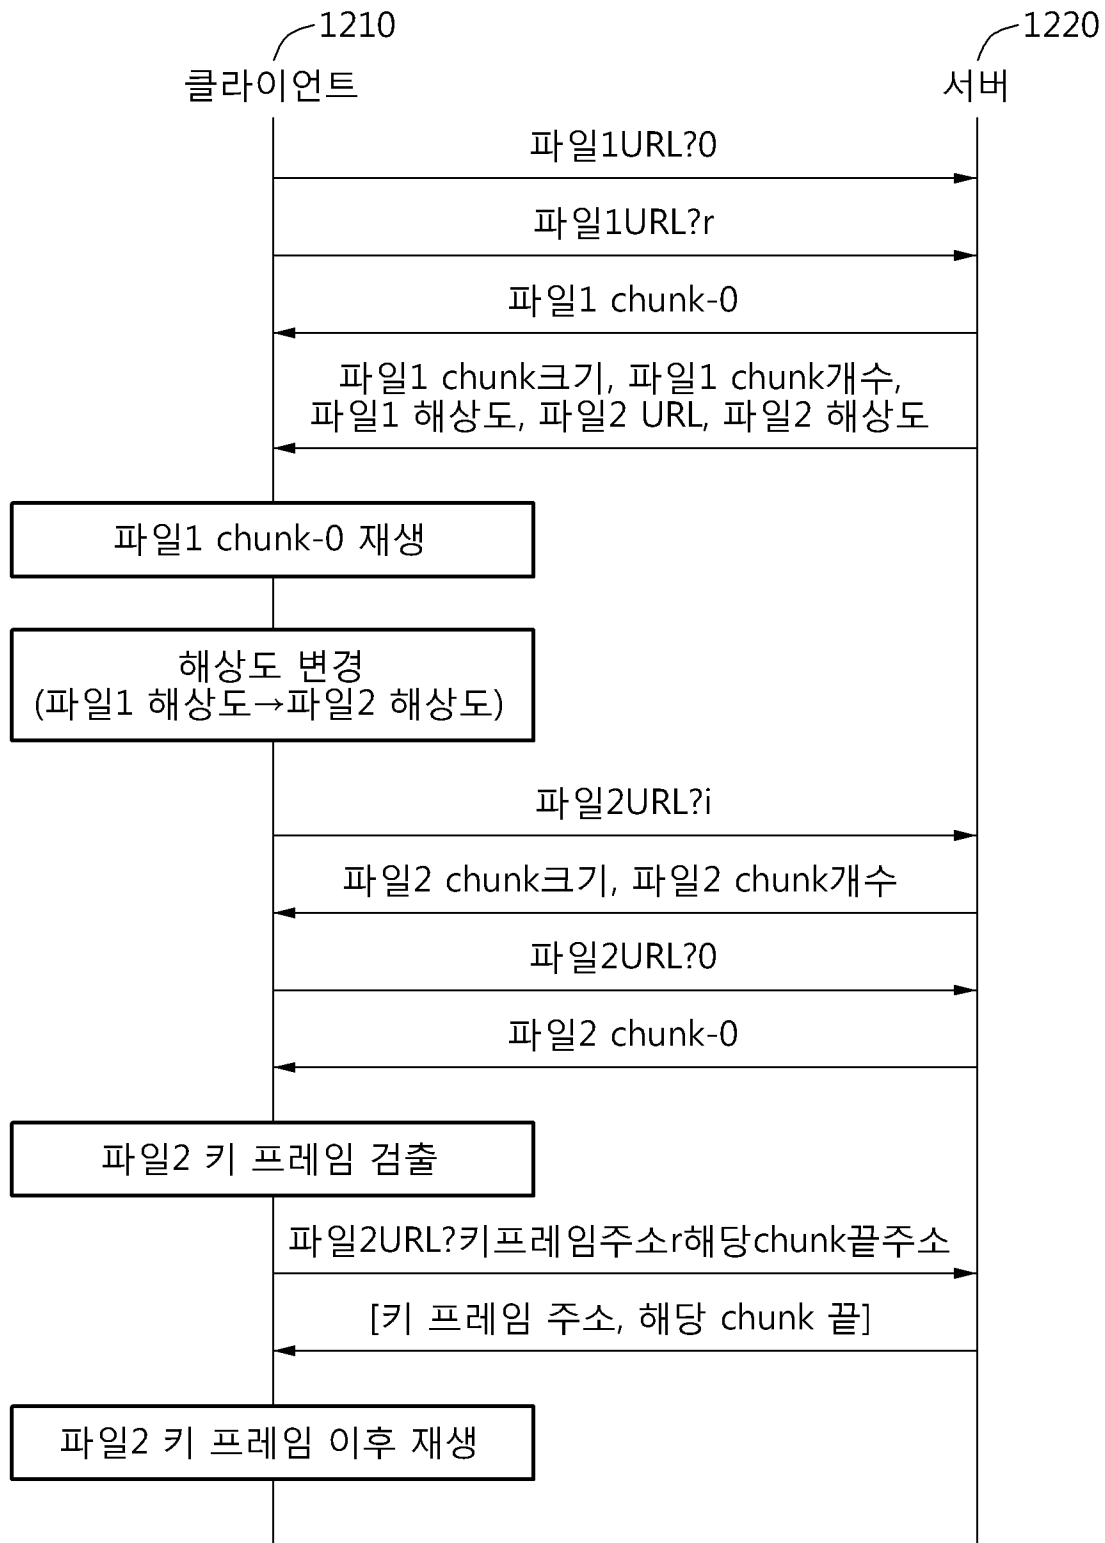 1210
1220
클라이언트
서버
파일1URL?0
파일1URL?r
파일1 chunk-0
파일1 chunk크기, 파일1 chunk개수,
파일1 해상도, 파일2 URL, 파일2 해상도
파일1 chunk-0 재생
해상도 변경
(파일1 해상도→파일2 해상도)
파일2URL?i
파일2 chunk크기, 파일2 chunk개수
파일2URL?0
파일2 chunk-0
파일2 키 프레임 검출
파일2URL?키프레임주소r해당chunk끝주소
[키 프레임 주소, 해당 chunk 끝]
파일2 키 프레임 이후 재생